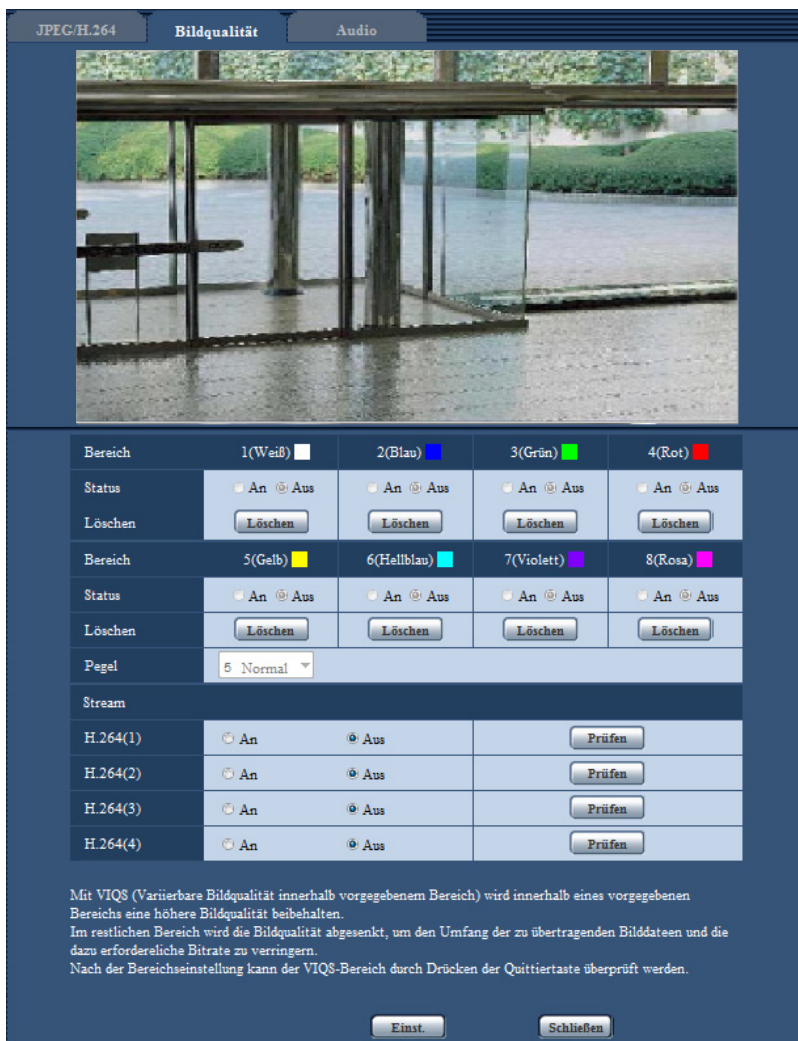 JPEG/H.264 Bildqualität Audio
Bereich 1(Weiß) 2(Blau) 3(Grün) 4(Rot)
Status An Aus An Aus An Aus An Aus
Löschen Löschen Löschen Löschen Löschen
Bereich 5(Gelb) 6(Hellblau) 7(Violett) 8(Rosa)
Status An Aus An Aus An Aus An Aus
Löschen Löschen Löschen Löschen Löschen
Pegel 5 Normal
Stream
H.264(1) An Aus Prüfen
H.264(2) An Aus Prüfen
H.264(3) An Aus Prüfen
H.264(4) An Aus Prüfen
Mit VIQS (Variierbare Bildqualität innerhalb vorgegebenem Bereich) wird innerhalb eines vorgegebenen
Bereichs eine höhere Bildqualität beibehalten.
Im restlichen Bereich wird die Bildqualität abgesenkt, um den Umfang der zu übertragenden Bilddateen und die
dazu erfordereliche Bitrate zu verringern.
Nach der Bereichseinstellung kann der VIQS-Bereich durch Drücken der Quittiertaste überprüft werden.
Einst. Schließen